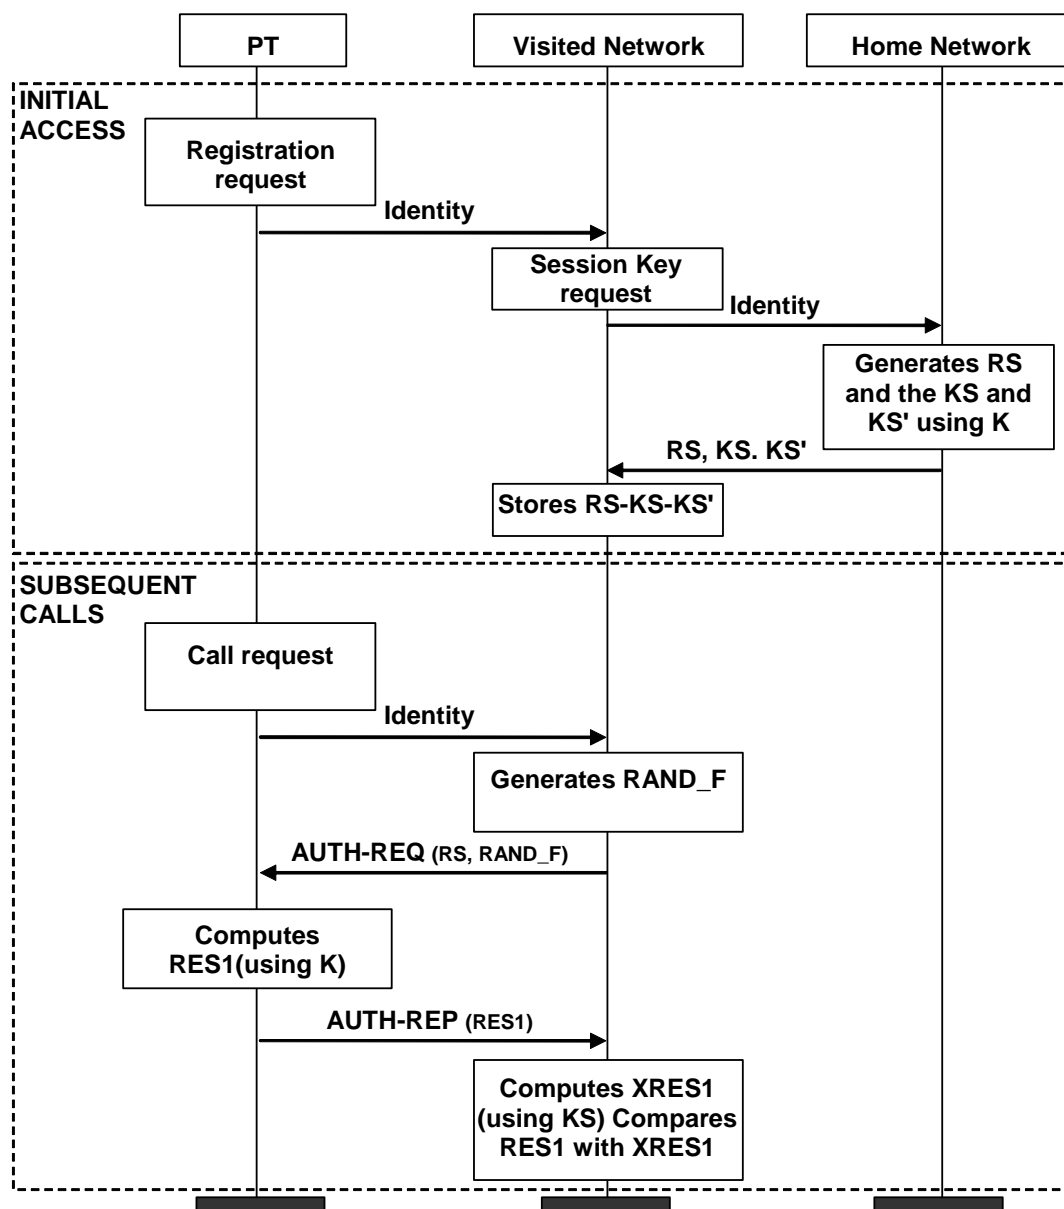 PT
Visited Network
Home Network
INITIAL
ACCESS
Registration
request
Identity
Session Key
request
Identity
Generates RS
and the KS and
KS' using K
RS, KS. KS'
Stores RS-KS-KS'
SUBSEQUENT
CALLS
Call request
Identity
Generates RAND_F
AUTH-REQ (RS, RAND_F)
Computes
RES1(using K)
AUTH-REP (RES1)
Computes XRES1
(using KS) Compares
RES1 with XRES1